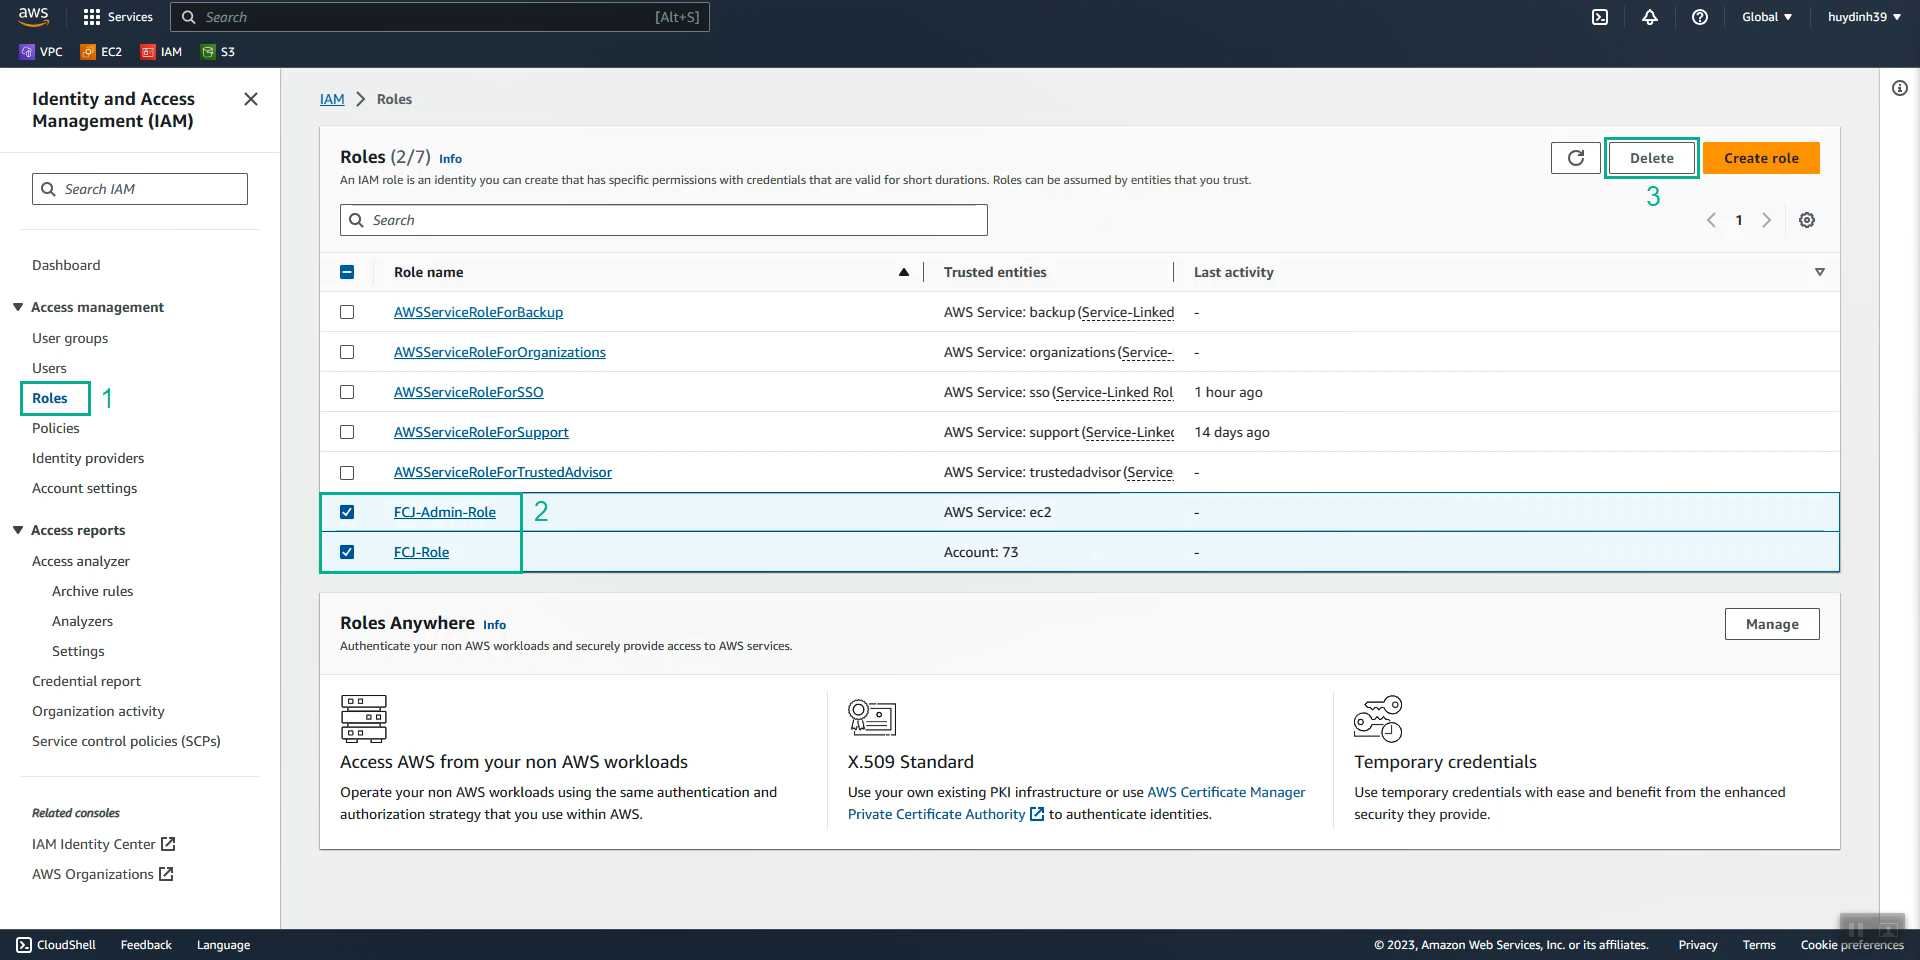 aws
Services
Search
[Alt+S]
Global
huydinh39
VPC
EC2
IAM
S3
Identity and Access
Management (IAM)
Search IAM
Dashboard
Access management
User groups
Users
Roles
1
Policies
Identity providers
Account settings
Access reports
Access analyzer
Archive rules
Analyzers
Settings
Credential report
Organization activity
Service control policies (SCPs)
Related consoles
IAM Identity Center
AWS Organizations
IAM > Roles
Roles (2/7) Info
An IAM role is an identity you can create that has specific permissions with credentials that are valid for short durations. Roles can be assumed by entities that you trust.
Delete
Create role
3
Search
1
Role name
Trusted entities
Last activity
AWSServiceRoleForBackup
AWS Service: backup (Service-Linked
-
AWSServiceRoleForOrganizations
AWS Service: organizations (Service-
-
AWSServiceRoleForSSO
AWS Service: sso (Service-Linked Rol
1 hour ago
AWSServiceRoleForSupport
AWS Service: support (Service-Linked
14 days ago
AWSServiceRoleForTrustedAdvisor
AWS Service: trustedadvisor (Service
-
FCJ-Admin-Role
2
AWS Service: ec2
-
FCJ-Role
Account: 73
-
Roles Anywhere Info
Authenticate your non AWS workloads and securely provide access to AWS services.
Manage
Access AWS from your non AWS workloads
Operate your non AWS workloads using the same authentication and
authorization strategy that you use within AWS.
X.509 Standard
Use your own existing PKI infrastructure or use AWS Certificate Manager
Private Certificate Authority to authenticate identities.
Temporary credentials
Use temporary credentials with ease and benefit from the enhanced
security they provide.
CloudShell
Feedback
Language
© 2023, Amazon Web Services, Inc. or its affiliates.
Privacy
Terms
Cookie preferences